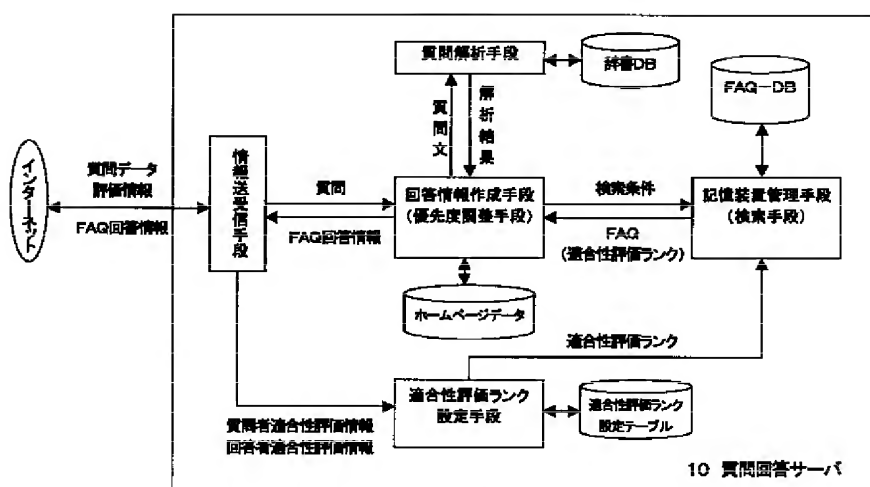 質問解析手段
辞書DB
FAQ-DB
質問文
解析結果
インターネット
質問データ
評価情報
FAQ回答情報
情報送受信手段
質問
FAQ回答情報
回答情報作成手段
(優先度調整手段)
検索条件
FAQ
(適合性評価ランク)
記憶装置管理手段
(検索手段)
ホームページデータ
適合性評価ランク
質問者適合性評価情報
回答者適合性評価情報
適合性評価ランク
設定手段
適合性評価ランク
設定テーブル
10 質問回答サーバ